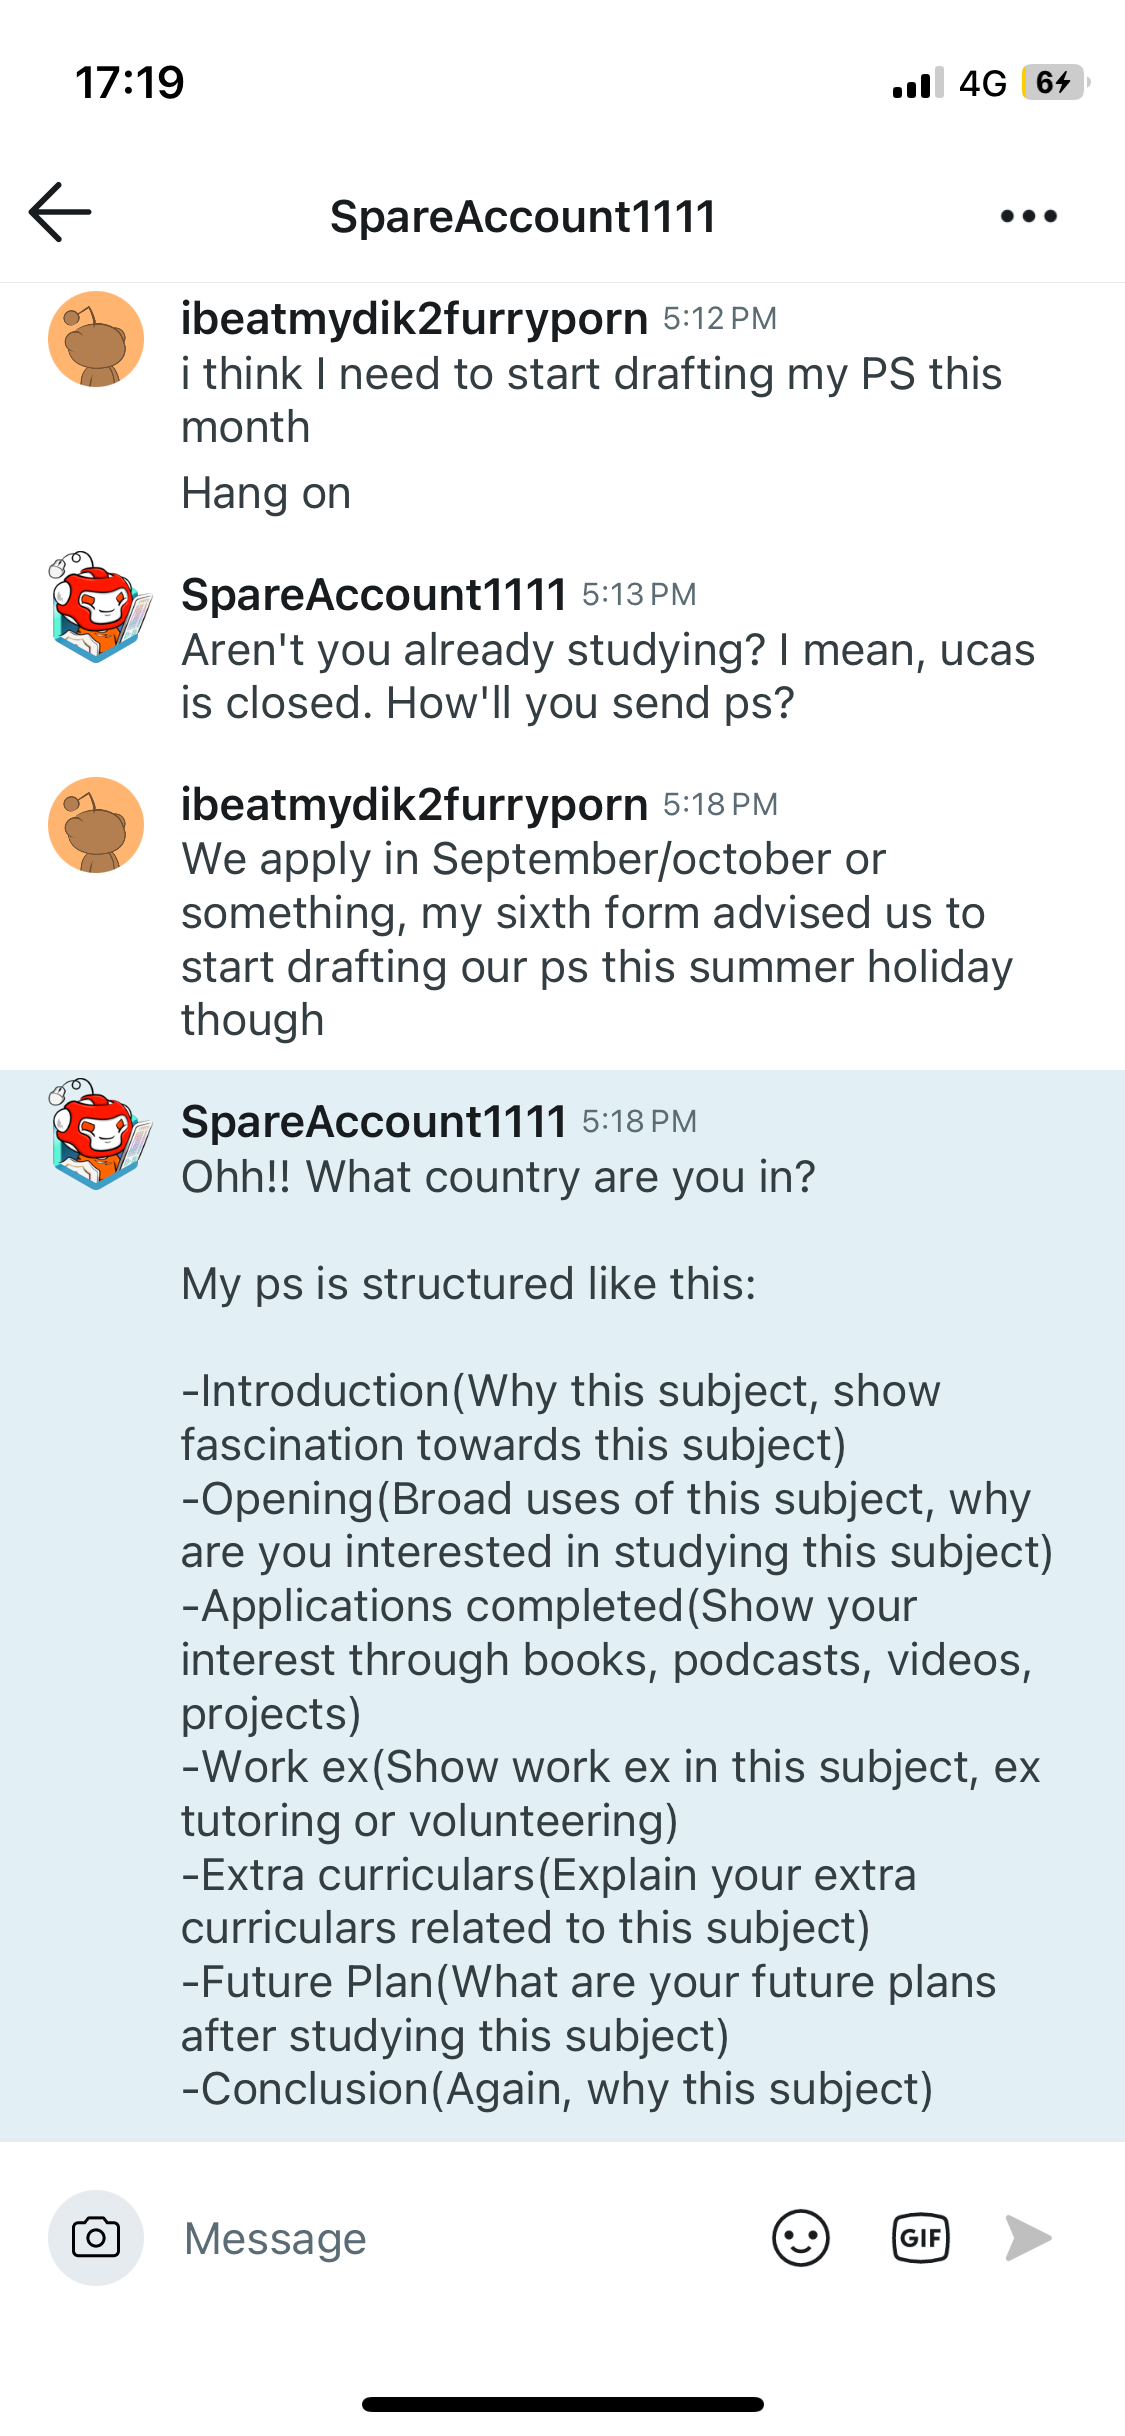 17:19
4G
6
SpareAccount1111
ibeatmydik2furryporn 5:12 PM
i think I need to start drafting my PS this
month
Hang on
SpareAccount1111 5:13 PM
Aren't you already studying? I mean, ucas
is closed. How'll you send ps?
ibeatmydik2furryporn 5:18 PM
We apply in September/october or
something, my sixth form advised us to
start drafting our ps this summer holiday
though
SpareAccount1111 5:18 PM
Ohh!! What country are you in?
My ps is structured like this:
-Introduction(Why this subject, show
fascination towards this subject)
-Opening(Broad uses of this subject, why
are you interested in studying this subject)
-Applications completed(Show your
interest through books, podcasts, videos,
projects)
-Work ex(Show work ex in this subject, ex
tutoring or volunteering)
-Extra curriculars(Explain your extra
curriculars related to this subject)
-Future Plan(What are your future plans
after studying this subject)
-Conclusion(Again, why this subject)
Message
GIF